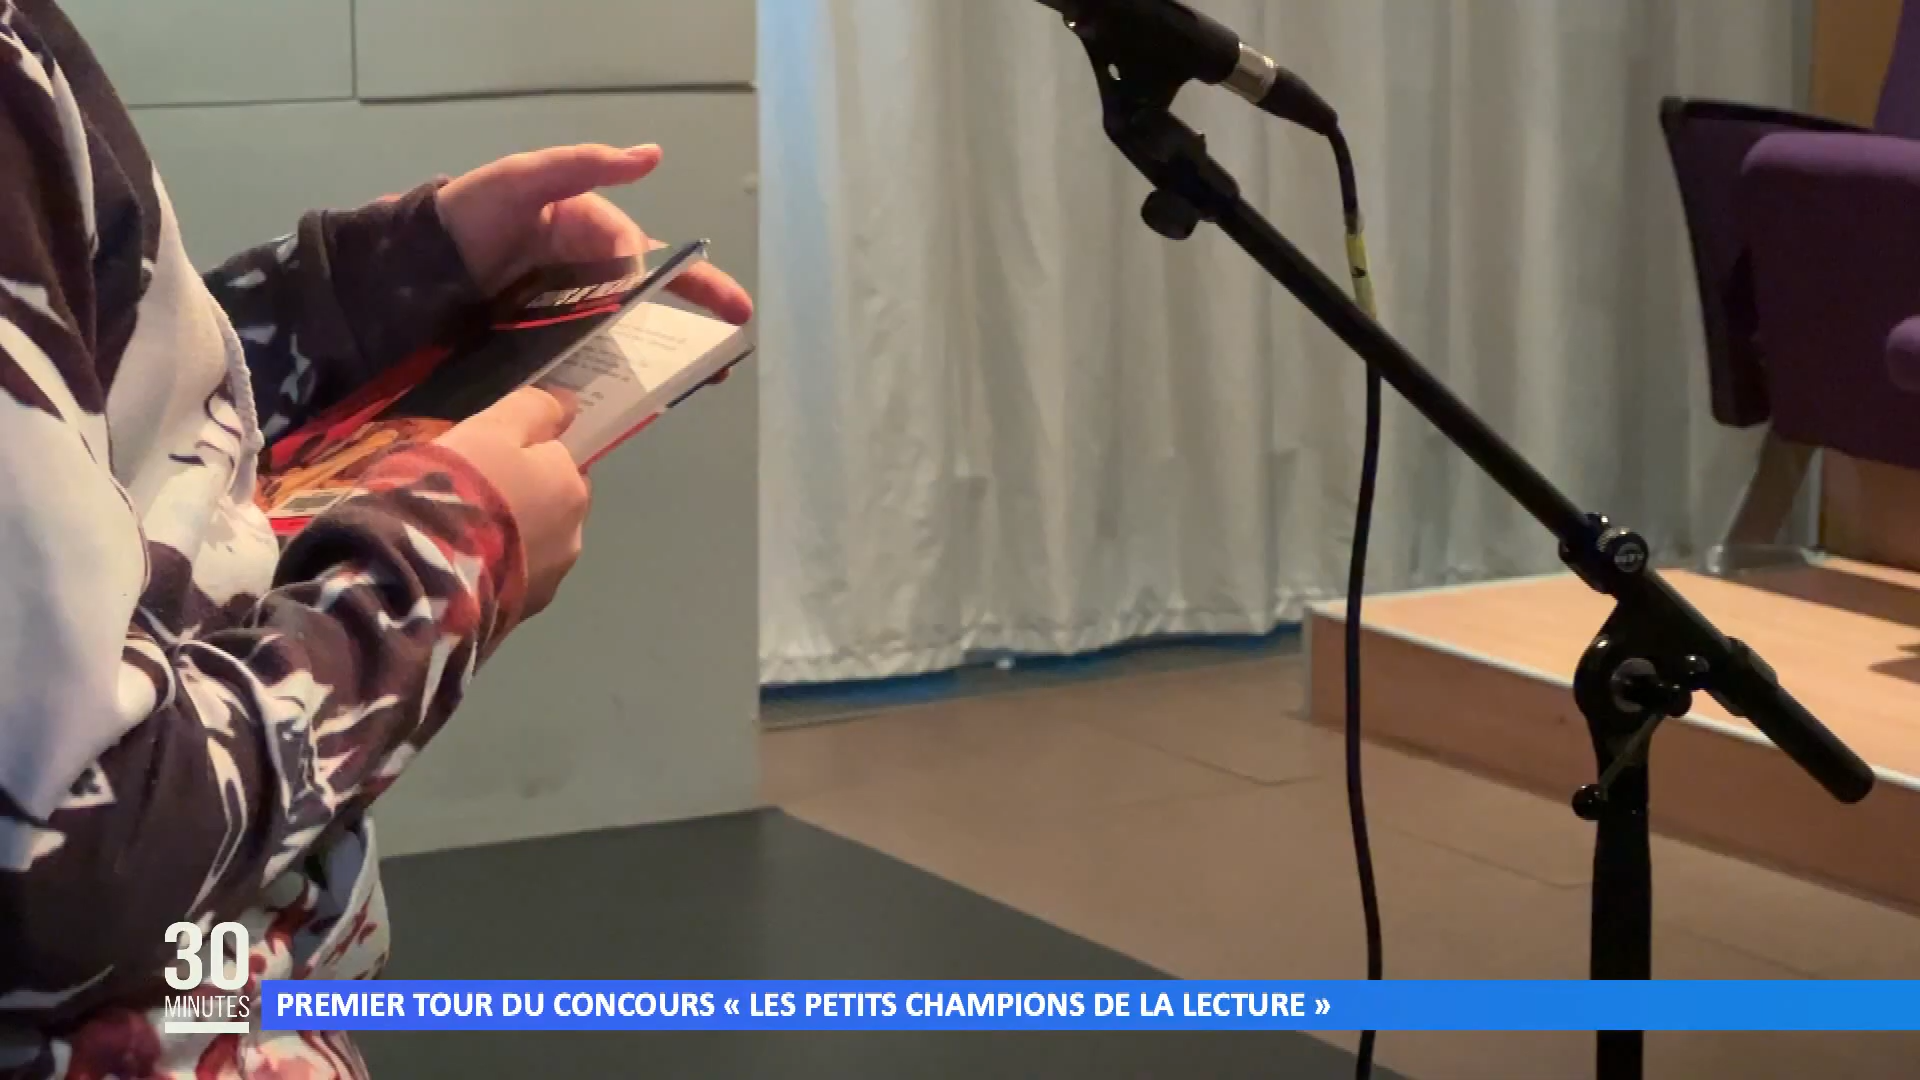 30
MINUTES
PREMIER TOUR DU CONCOURS « LES PETITS CHAMPIONS DE LA LECTURE »